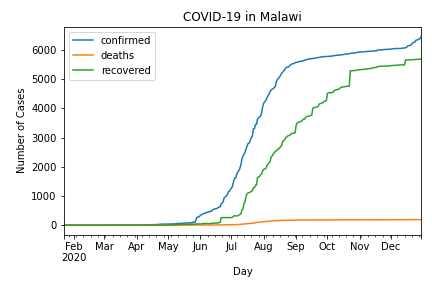 COVID-19 in Malawi
confirmed
deaths
recovered
Number of Cases
6000
5000
4000
3000
2000
1000
0
Feb Mar Apr May Jun Jul Aug Sep Oct Nov Dec
2020
Day